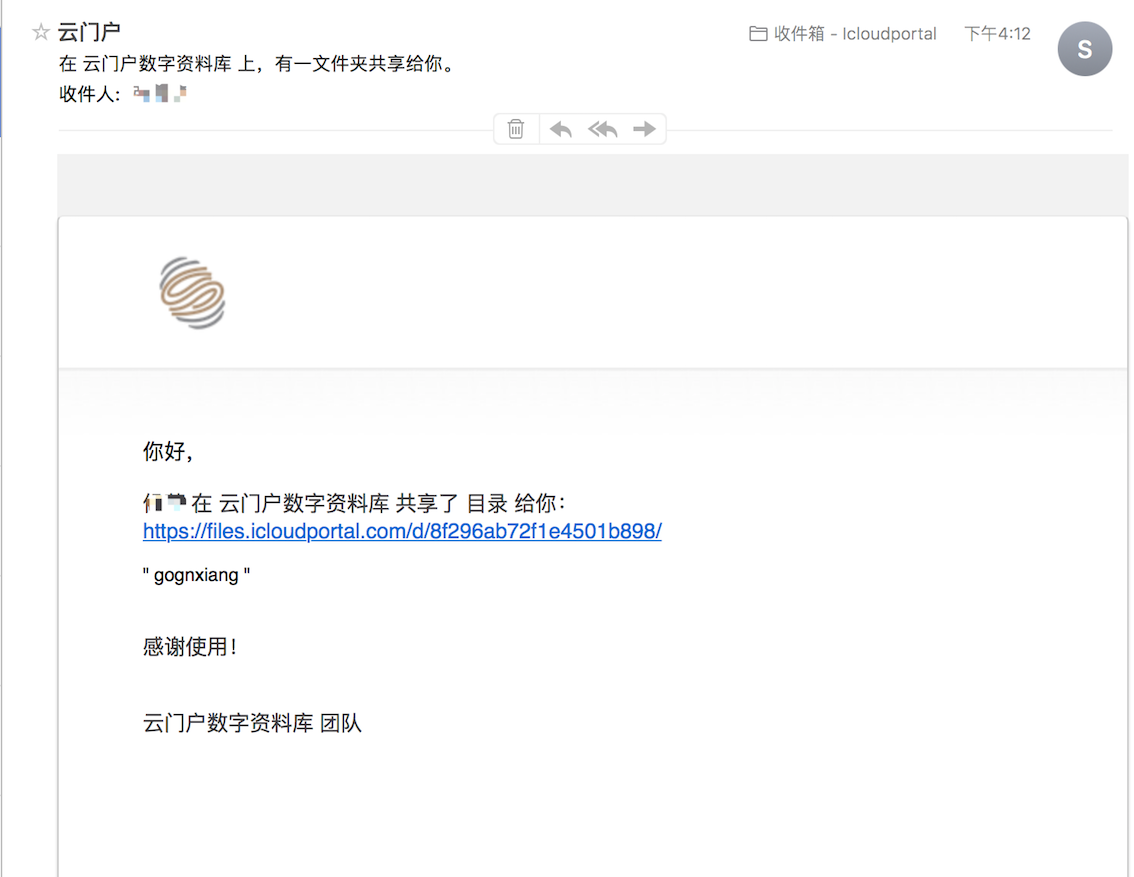 云门户
收件箱 - Icloudportal
下午4:12
S
在 云门户数字资料库 上，有一文件夹共享给你。
收件人：
你好，
在 云门户数字资料库 共享了 目录 给你：
https://files.icloudportal.com/d/8f296ab72f1e4501b898/
" gognxiang "
感谢使用！
云门户数字资料库 团队